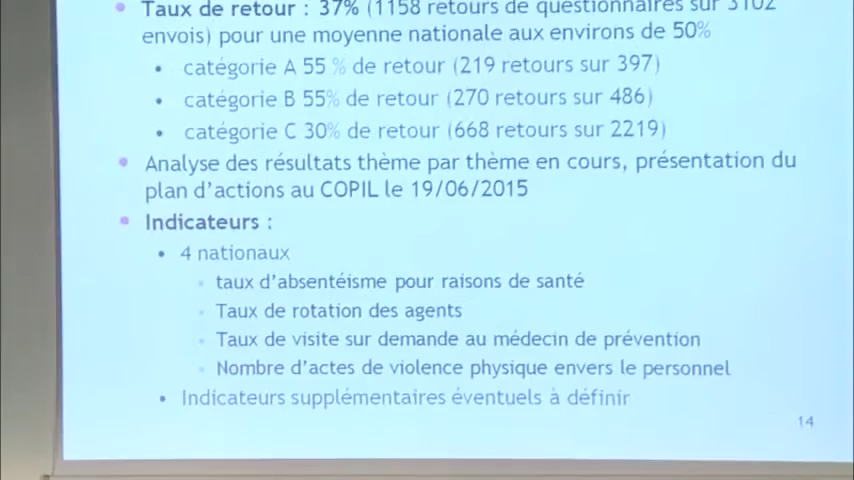 Taux de retour : 37% (1158 retours de questionnaires sur 3102
envois) pour une moyenne nationale aux environs de 50%
catégorie A 55 % de retour (219 retours sur 397)
catégorie B 55% de retour (270 retours sur 486)
catégorie C 30% de retour (668 retours sur 2219)
Analyse des résultats thème par thème en cours, présentation du
plan d'actions au COPIL le 19/06/2015
Indicateurs :
4 nationaux
taux d'absentéisme pour raisons de santé
Taux de rotation des agents
Taux de visite sur demande au médecin de prévention
Nombre d'actes de violence physique envers le personnel
Indicateurs supplémentaires éventuels à définir
14